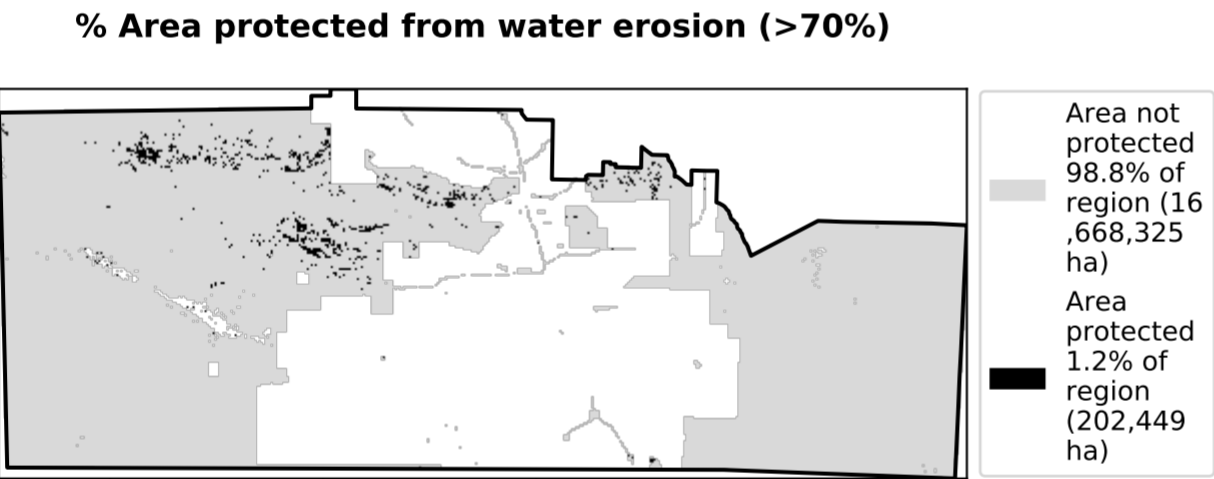 % Area protected from water erosion (>70%)
Area not
protected
98.8% of
region (16
,668,325
ha)
Area
protected
1.2% of
region
(202,449
ha)